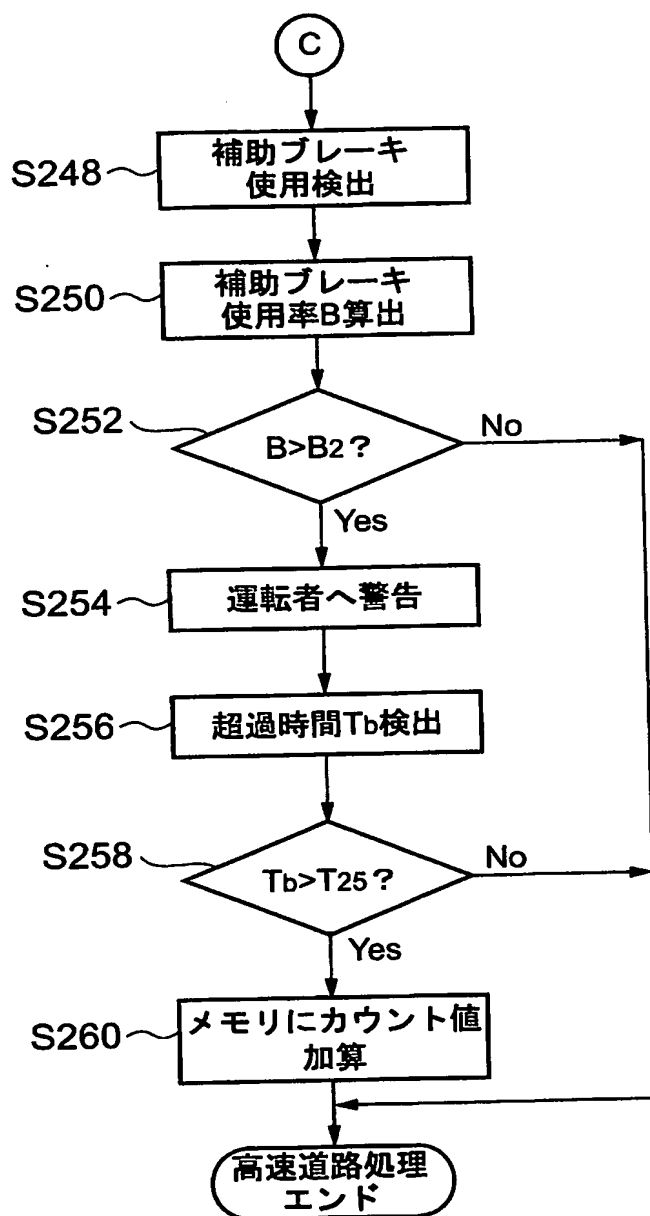 C
S248
補助ブレーキ
使用検出
S250
補助ブレーキ
使用率B算出
S252
B>B2?
No
Yes
S254
運転者へ警告
S256
超過時間Tb検出
S258
Tb>T25?
No
Yes
S260
メモリにカウント値
加算
高速道路処理
エンド